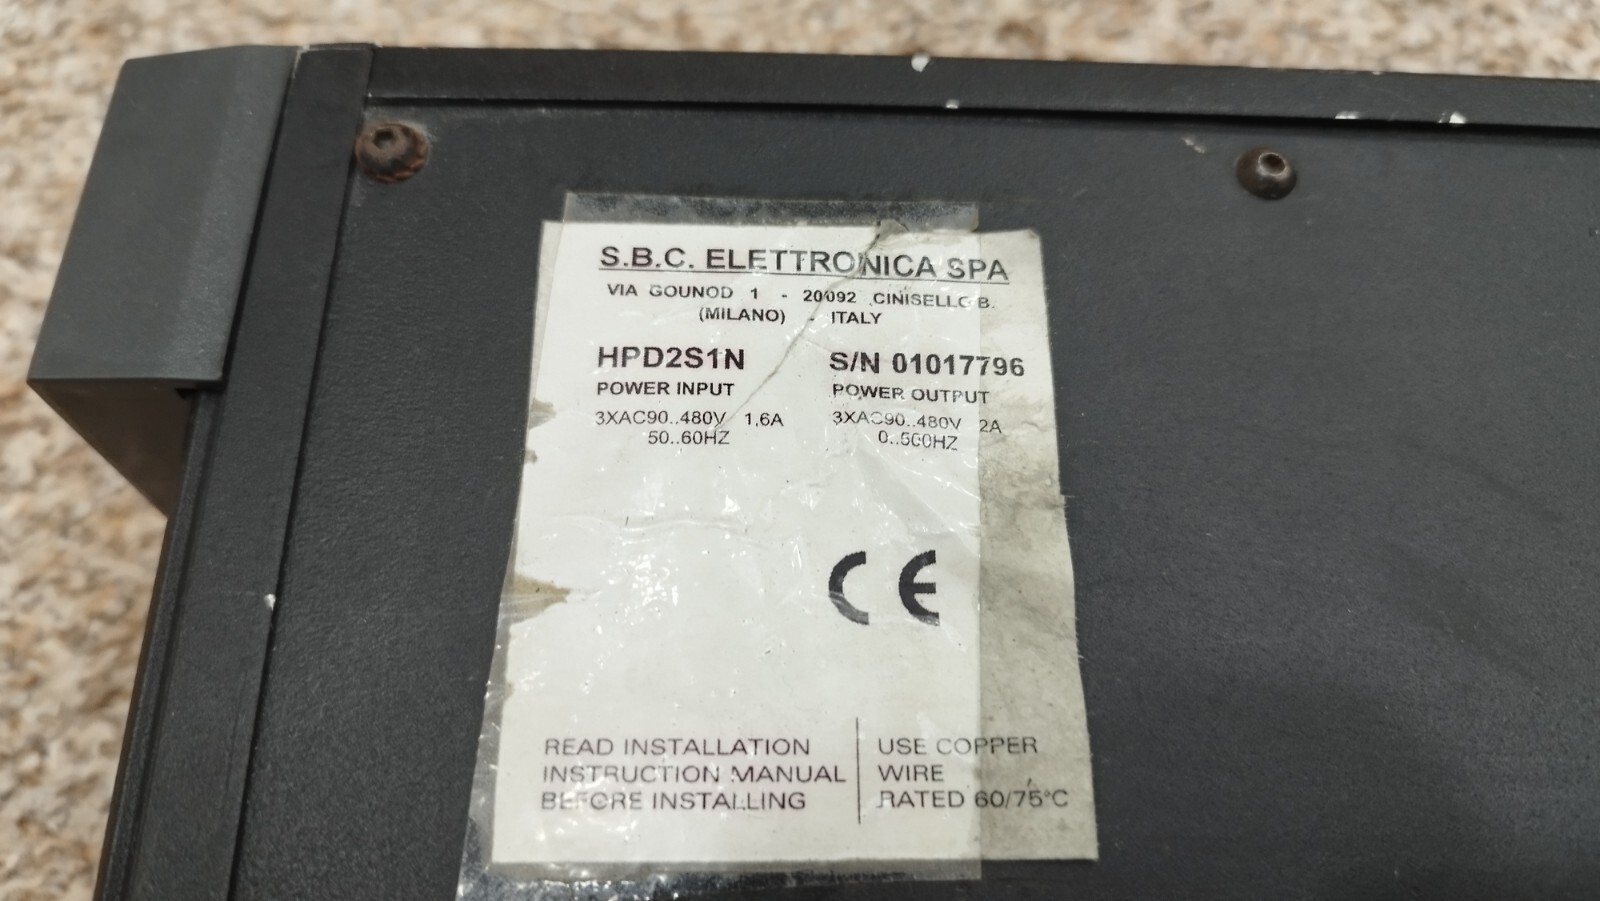 S.B.C. ELETTRONICA SPA
VIA GOUNOD 1 - 20092 CINISELLO B.
(MILANO) - ITALY
HPD2S1N S/N 01017796
POWER INPUT POWER OUTPUT
3XAC90..480V 1,6A 3XAC90..480V 2A
50..60HZ 0..500HZ
CE
READ INSTALLATION USE COPPER
INSTRUCTION MANUAL WIRE
BEFORE INSTALLING RATED 60/75°C